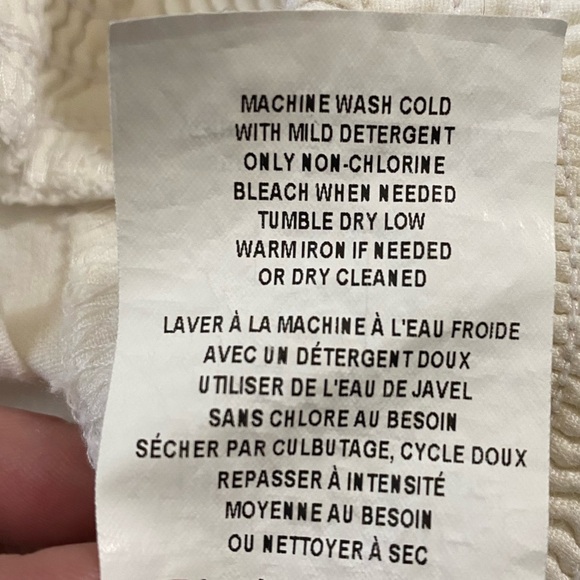 MACHINE WASH COLD
WITH MILD DETERGENT
ONLY NON-CHLORINE
BLEACH WHEN NEEDED
TUMBLE DRY LOW
WARM IRON IF NEEDED
OR DRY CLEANED
LAVER À LA MACHINE À L'EAU FROIDE
AVEC UN DÉTERGENT DOUX
UTILISER DE L'EAU DE JAVEL
SANS CHLORE AU BESOIN
SÉCHER PAR CULBUTAGE, CYCLE DOUX
REPASSER À INTENSITÉ
MOYENNE AU BESOIN
OU NETTOYER À SEC